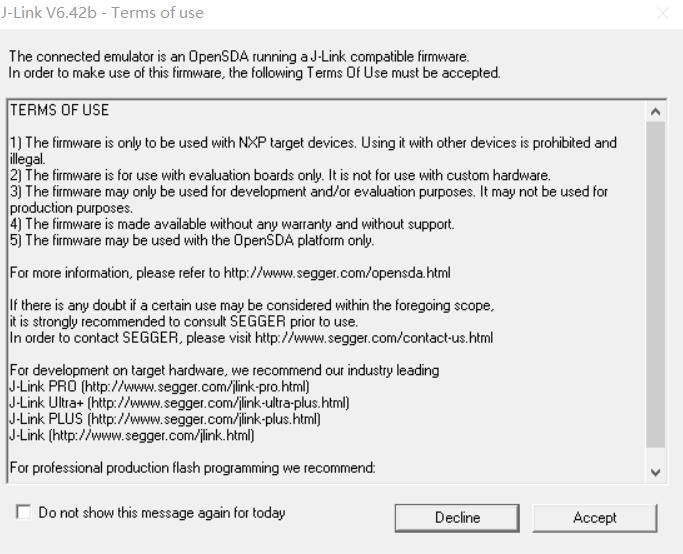 J-Link V6.42b - Terms of use
The connected emulator is an OpenSDA running a J-Link compatible firmware.
In order to make use of this firmware, the following Terms Of Use must be accepted.
TERMS OF USE
1) The firmware is only to be used with NXP target devices. Using it with other devices is prohibited and
illegal.
2) The firmware is for use with evaluation boards only. It is not for use with custom hardware.
3) The firmware may only be used for development and/or evaluation purposes. It may not be used for
production purposes.
4) The firmware is made available without any warranty and without support.
5) The firmware may be used with the OpenSDA platform only.
For more information, please refer to http://www.segger.com/opensda.html
If there is any doubt if a certain use may be considered within the foregoing scope,
it is strongly recommended to consult SEGGER prior to use.
In order to contact SEGGER, please visit http://www.segger.com/contact-us.html
For development on target hardware, we recommend our industry leading
J-Link PRO (http://www.segger.com/jlink-pro.html)
J-Link Ultra+ (http://www.segger.com/jlink-ultra-plus.html)
J-Link PLUS (http://www.segger.com/jlink-plus.html)
J-Link (http://www.segger.com/jlink.html)
For professional production flash programming we recommend:
Do not show this message again for today
Decline
Accept